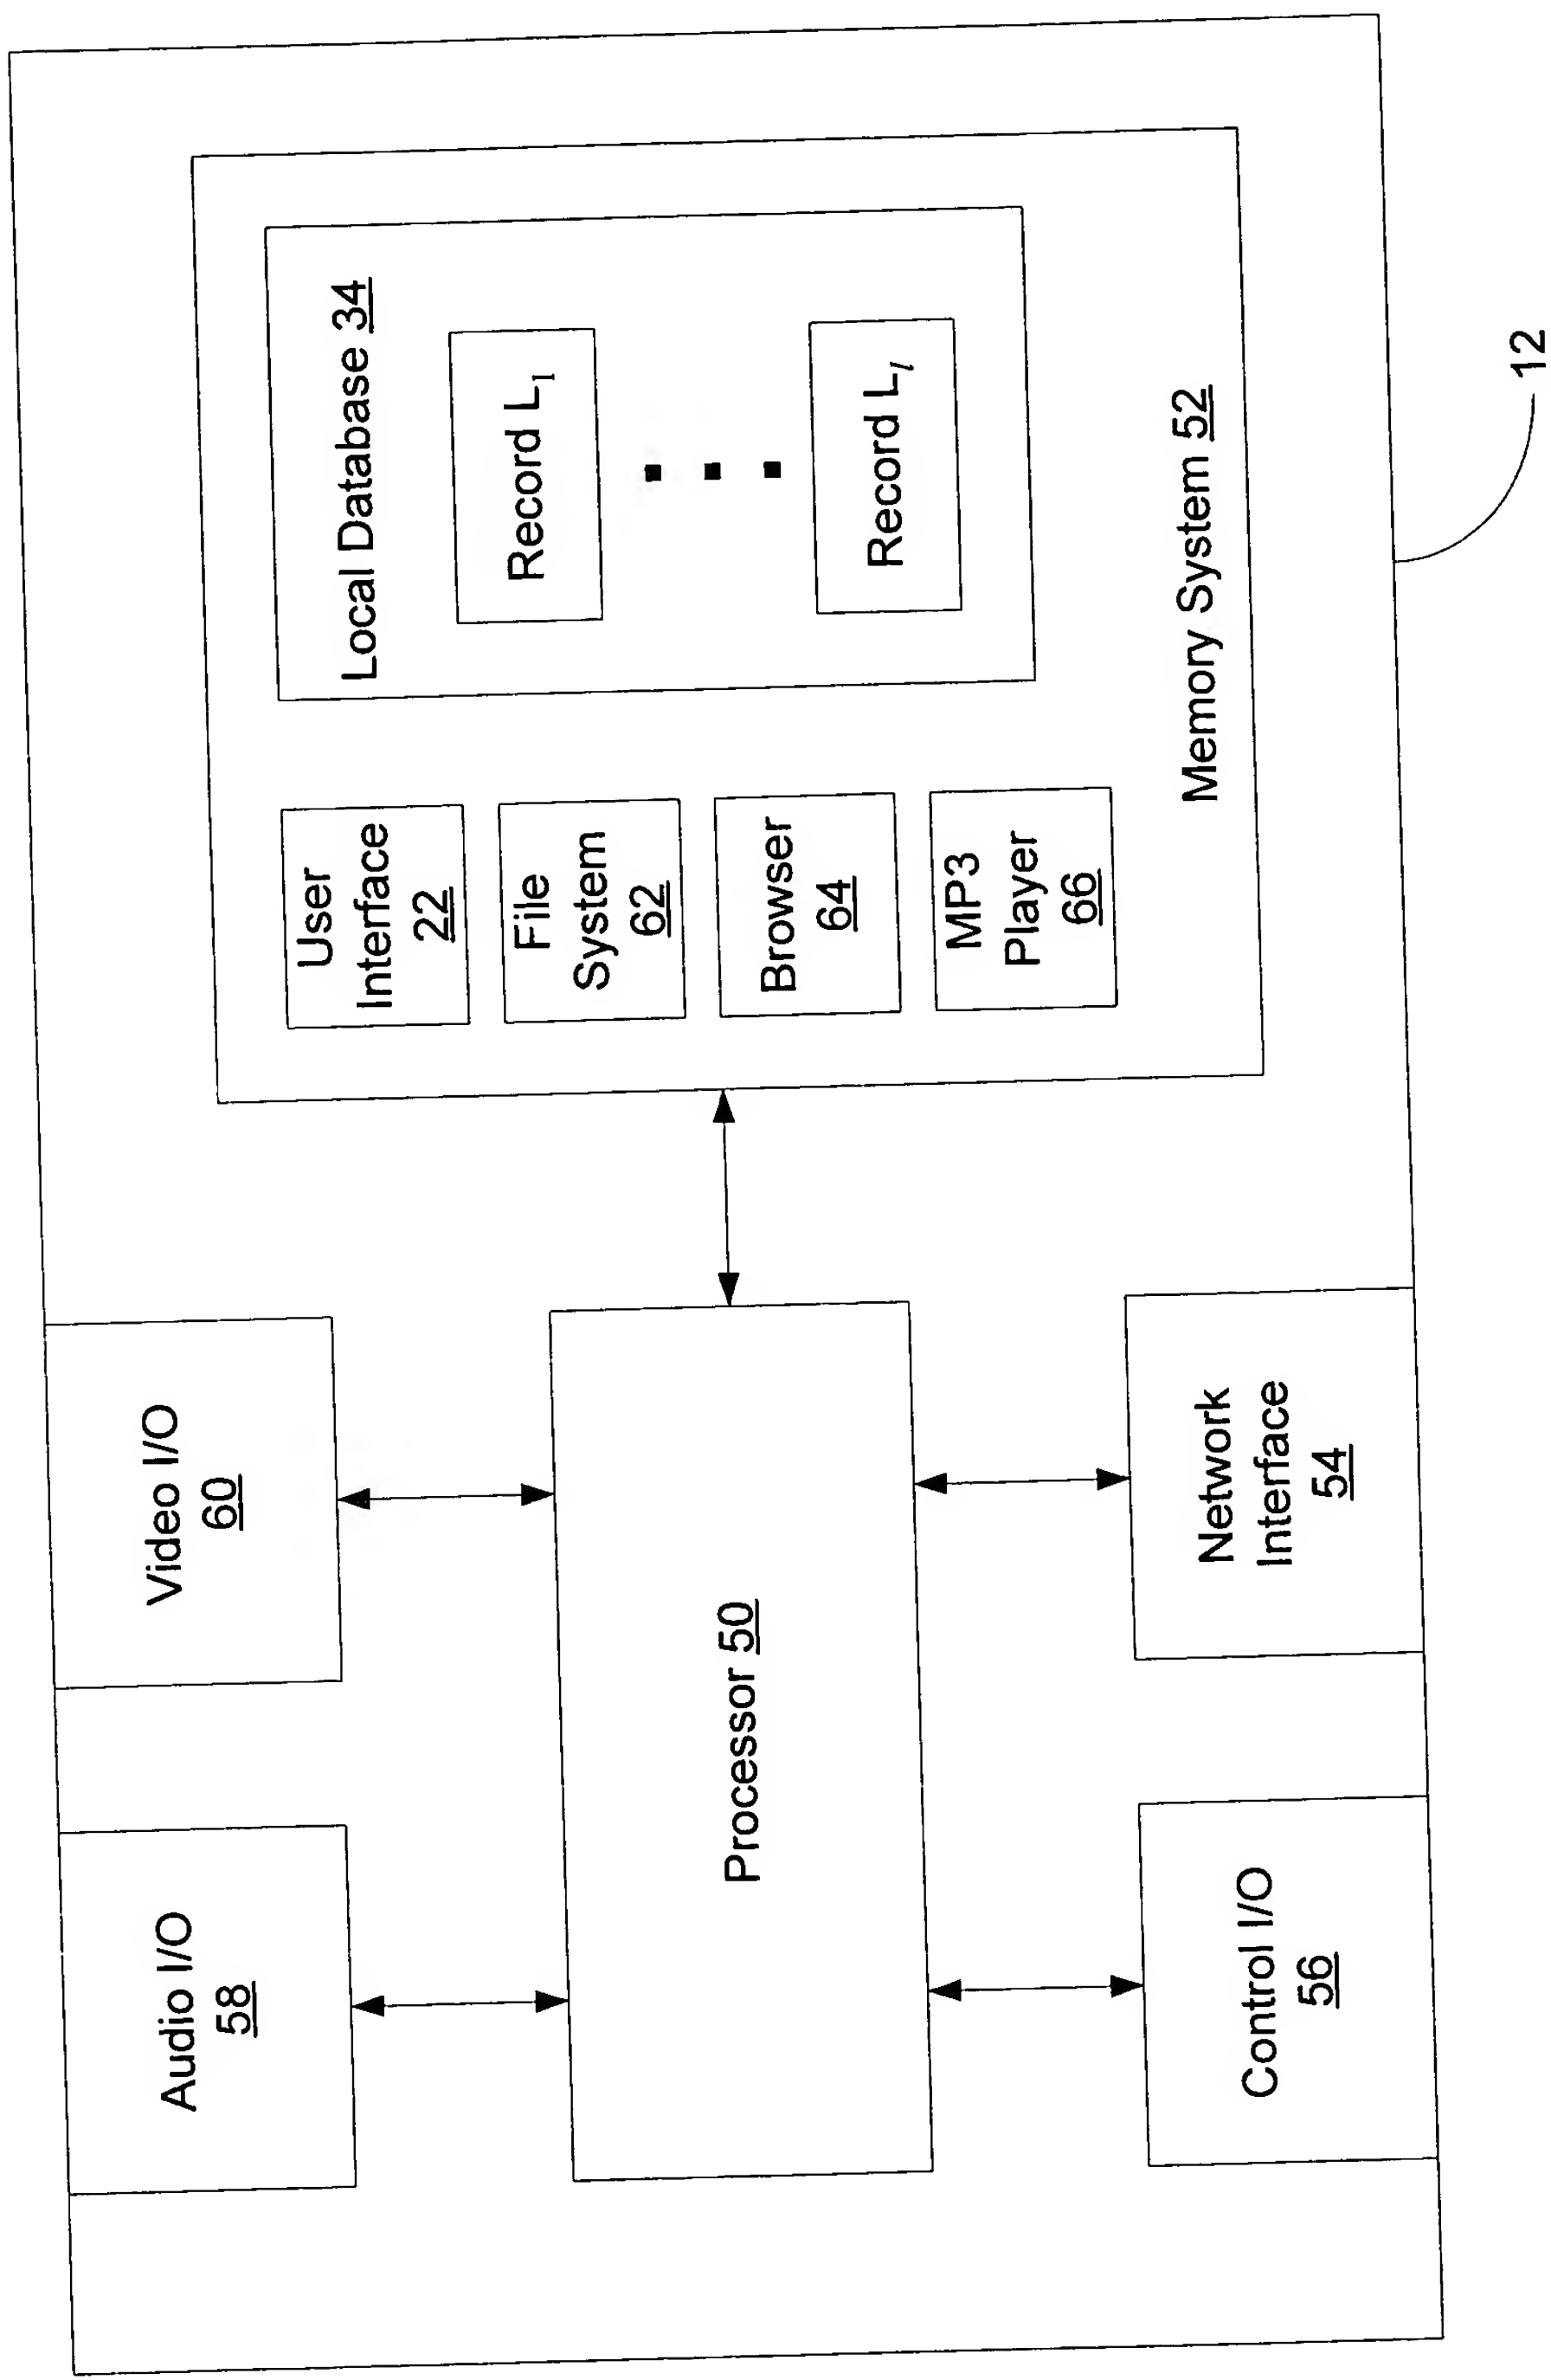 Audio I/O
58
Video I/O
60
Processor 50
Control I/O
56
Network
Interface
54
User
Interface
22
File
System
62
Browser
64
MP3
Player
66
Local Database 34
Record L1
Record Ll
Memory System 52
12